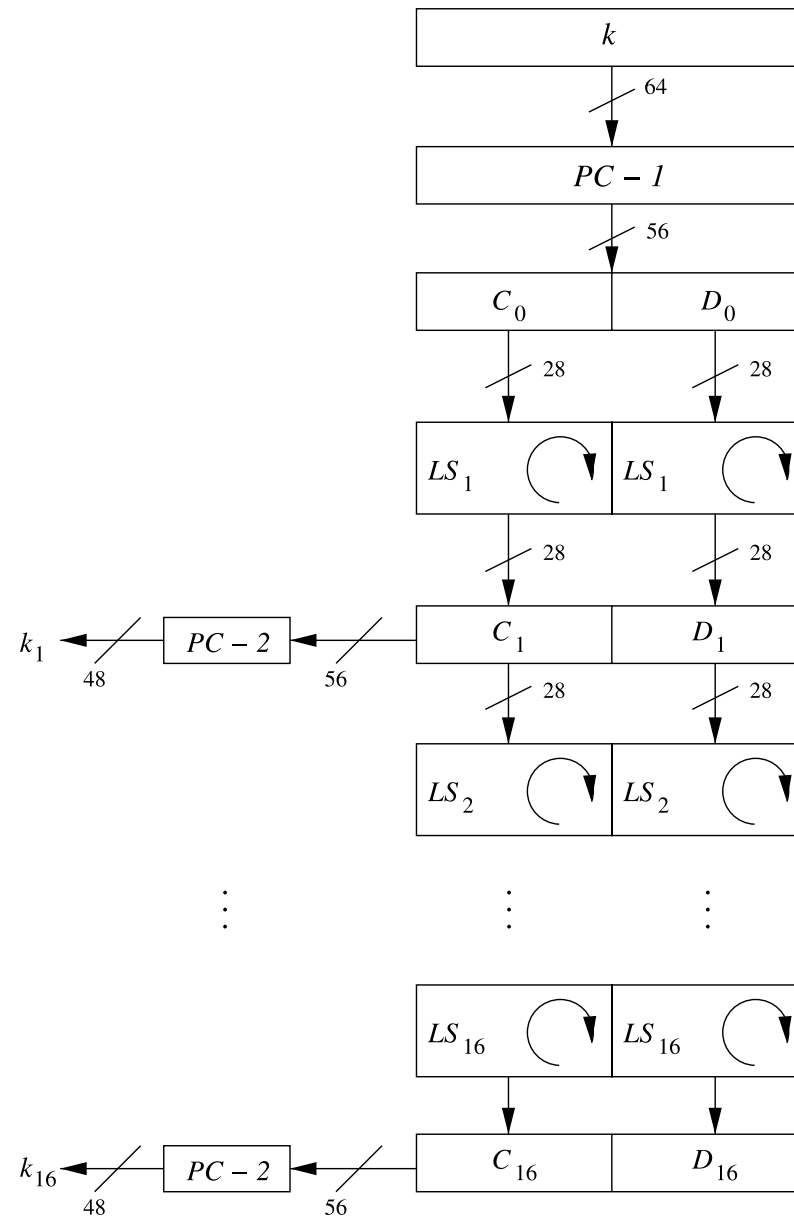 k
64
PC – 1
56
C0 D0
28 28
LS1 LS1
28 28
k1 48 PC – 2 56 C1 D1
28 28
LS2 LS2
⋮ ⋮ ⋮
LS16 LS16
k16 48 PC – 2 56 C16 D16